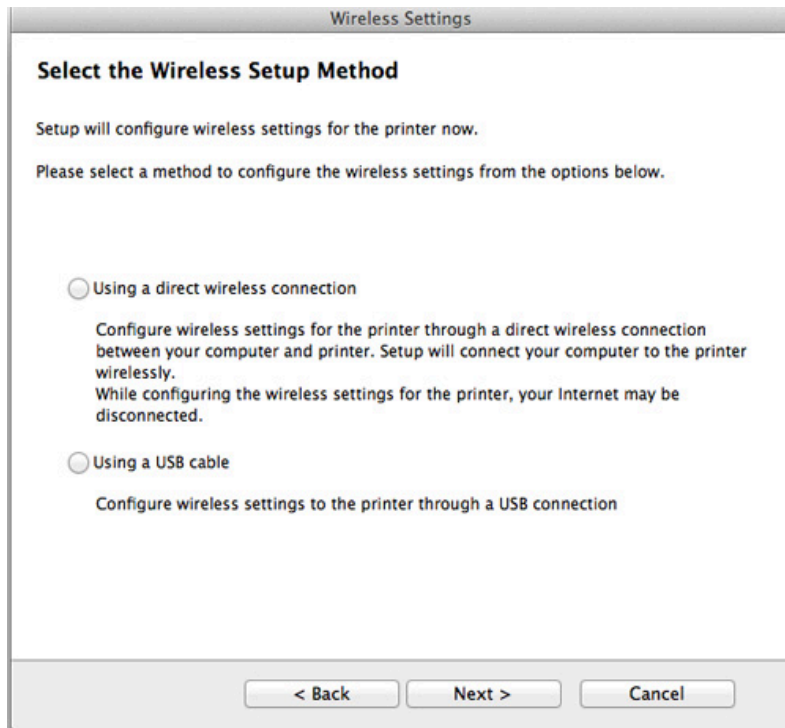 Wireless Settings
Select the Wireless Setup Method
Setup will configure wireless settings for the printer now.
Please select a method to configure the wireless settings from the options below.
Using a direct wireless connection
Configure wireless settings for the printer through a direct wireless connection
between your computer and printer. Setup will connect your computer to the printer
wirelessly.
While configuring the wireless settings for the printer, your Internet may be
disconnected.
Using a USB cable
Configure wireless settings to the printer through a USB connection
< Back Next > Cancel